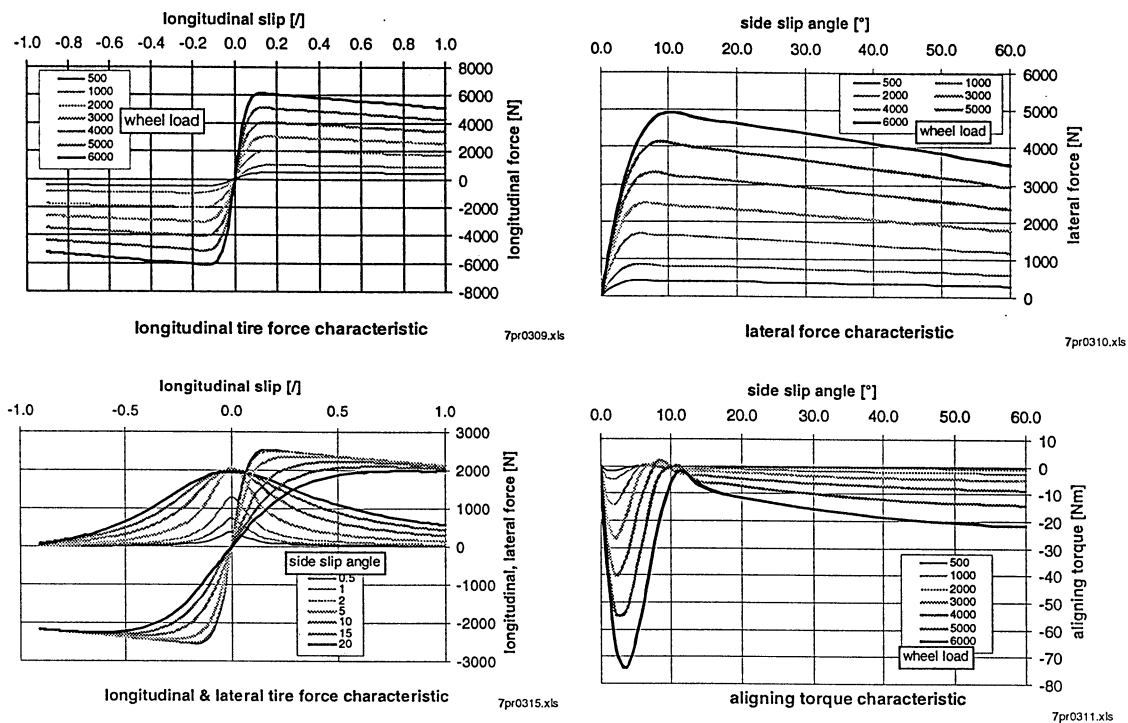 longitudinal slip [/]
-1.0 -0.8 -0.6 -0.4 -0.2 0.0 0.2 0.4 0.6 0.8 1.0
500
1000
2000
3000
4000
5000
6000
wheel load
8000
6000
4000
2000
0
-2000
-4000
-6000
-8000
longitudinal force [N]
longitudinal tire force characteristic
7pr0309.xls
side slip angle [°]
0.0 10.0 20.0 30.0 40.0 50.0 60.0
500 1000
2000 3000
4000 5000
6000
wheel load
6000
5000
4000
3000
2000
1000
0
lateral force [N]
lateral force characteristic
7pr0310.xls
longitudinal slip [/]
-1.0 -0.5 0.0 0.5 1.0
3000
2000
1000
0
-1000
-2000
-3000
longitudinal, lateral force [N]
side slip angle
0.5
1
2
5
10
15
20
longitudinal & lateral tire force characteristic
7pr0315.xls
side slip angle [°]
0.0 10.0 20.0 30.0 40.0 50.0 60.0
10
0
-10
-20
-30
-40
-50
-60
-70
-80
aligning torque [Nm]
500
1000
2000
3000
4000
5000
6000
wheel load
aligning torque characteristic
7pr0311.xls